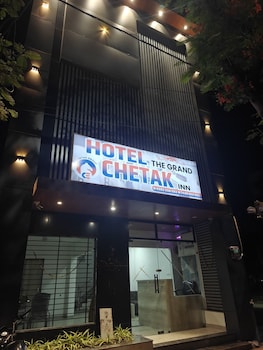 HOTEL
THE GRAND
CHETAK INN